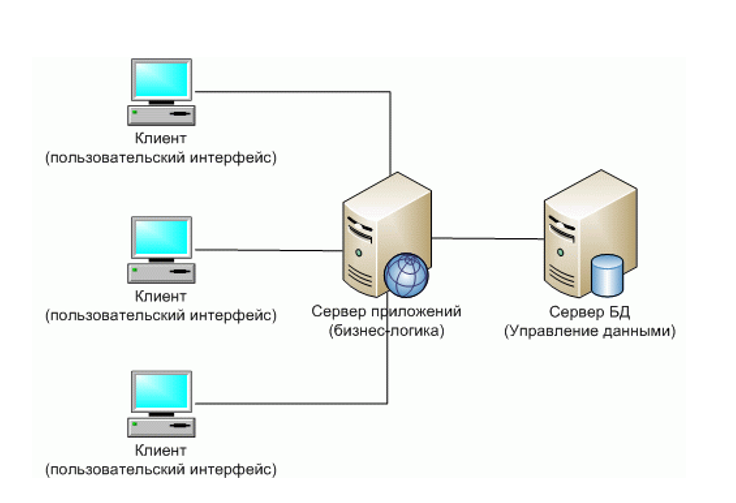 Клиент
(пользовательский интерфейс)
Клиент
(пользовательский интерфейс)
Сервер приложений
(бизнес-логика)
Сервер БД
(Управление данными)
Клиент
(пользовательский интерфейс)